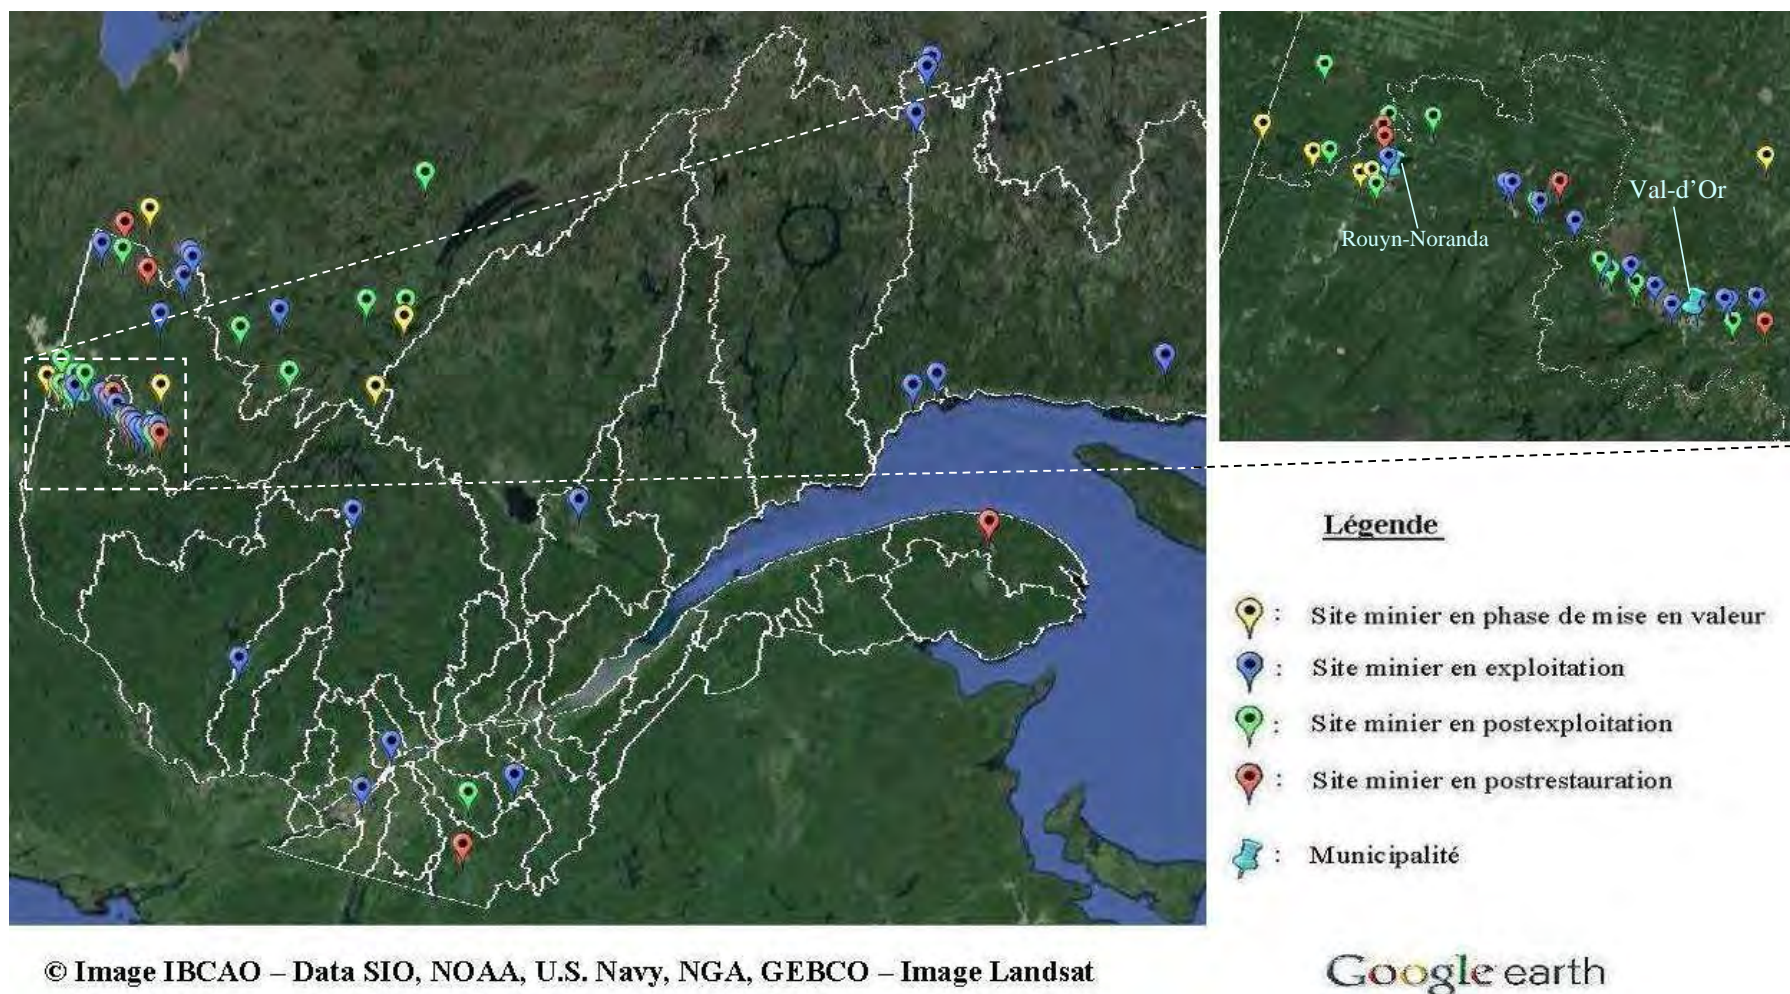 Val-d’Or
Rouyn-Noranda
Légende
: Site minier en phase de mise en valeur
: Site minier en exploitation
: Site minier en postexploitation
: Site minier en postrestauration
: Municipalité
© Image IBCAO – Data SIO, NOAA, U.S. Navy, NGA, GEBCO – Image Landsat
Google earth